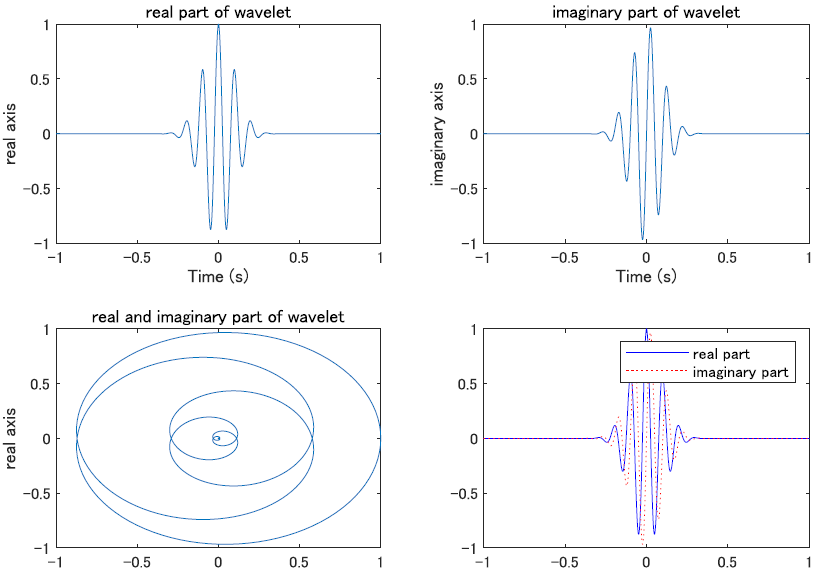 real part of wavelet
1
0.5
0
−0.5
−1
real axis
−1 −0.5 0 0.5 1
Time (s)
imaginary part of wavelet
1
0.5
0
−0.5
−1
imaginary axis
−1 −0.5 0 0.5 1
Time (s)
real and imaginary part of wavelet
1
0.5
0
−0.5
−1
real axis
−1 −0.5 0 0.5 1
1
0.5
0
−0.5
−1
real part
imaginary part
−1 −0.5 0 0.5 1